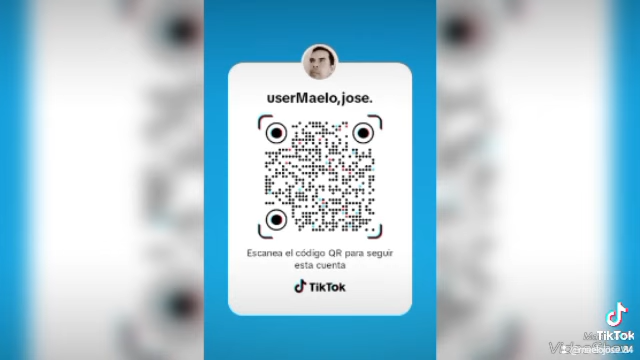 userMaelo,jose.
Escanea el código QR para seguir
esta cuenta
TikTok
TikTok